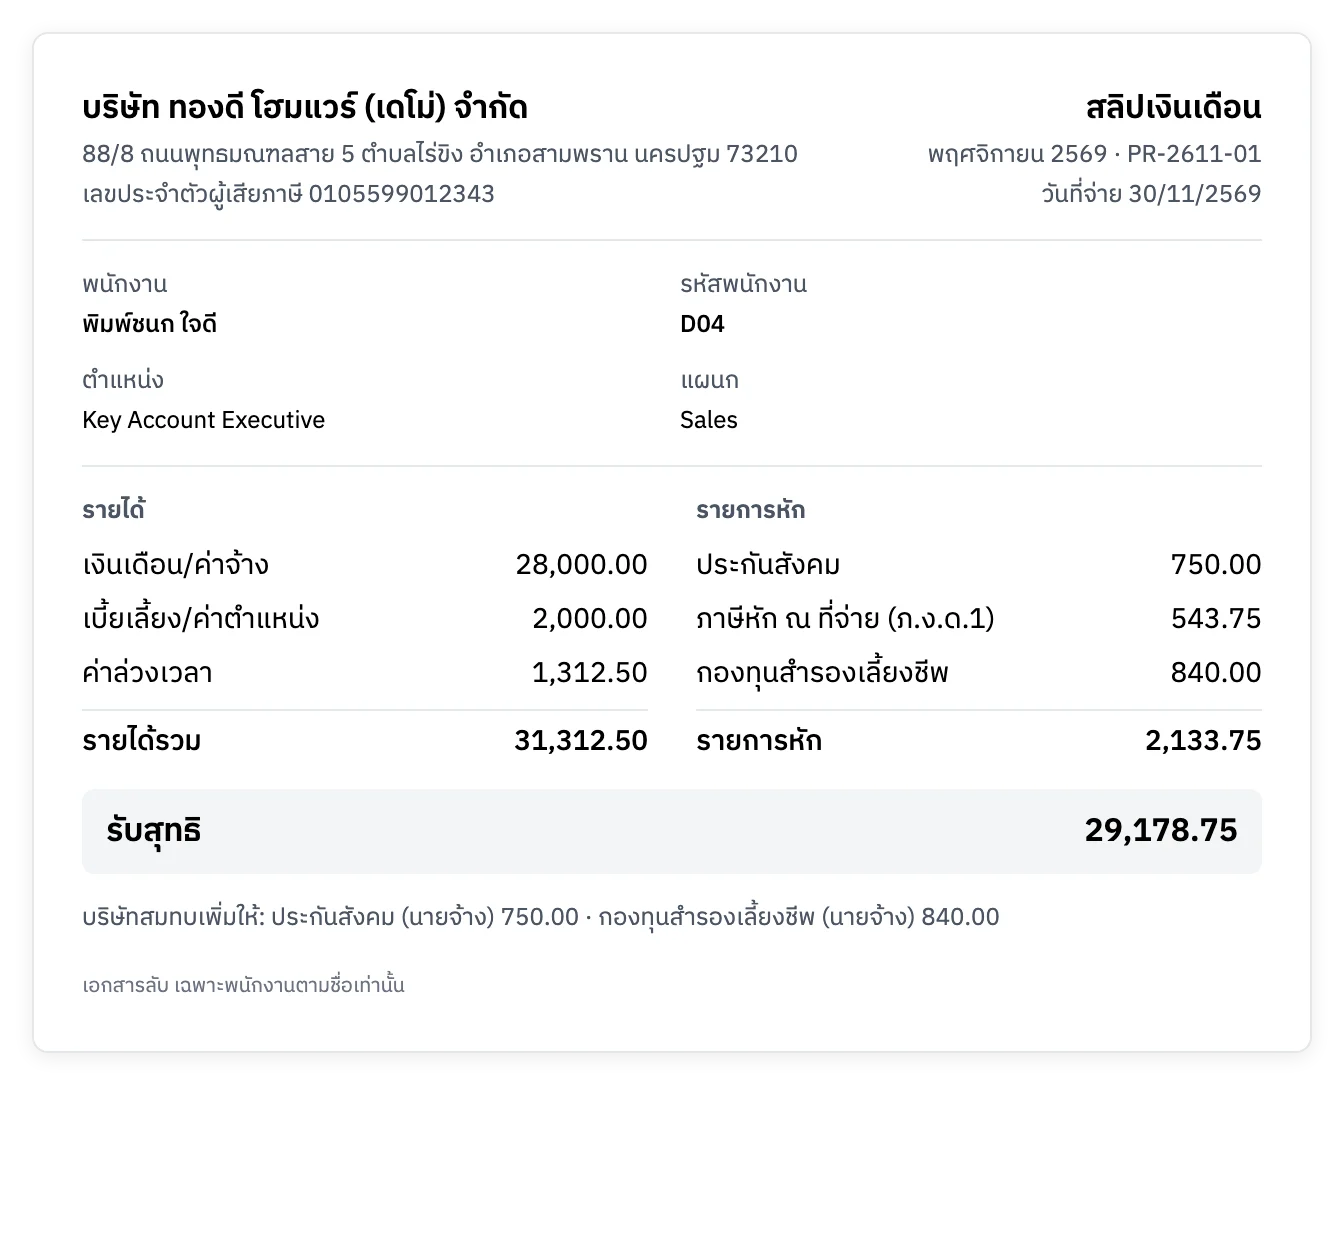 บริษัท ทองดี โฮมแวร์ (เดโม่) จำกัด
สลิปเงินเดือน
88/8 ถนนพุทธมณฑลสาย 5 ตำบลไร่ขิง อำเภอสามพราน นครปฐม 73210
พฤศจิกายน 2569 · PR-2611-01
เลขประจำตัวผู้เสียภาษี 0105599012343
วันที่จ่าย 30/11/2569
พนักงาน
รหัสพนักงาน
พิมพ์ชนก ใจดี
D04
ตำแหน่ง
แผนก
Key Account Executive
Sales
รายได้
รายการหัก
เงินเดือน/ค่าจ้าง 28,000.00
ประกันสังคม 750.00
เบี้ยเลี้ยง/ค่าตำแหน่ง 2,000.00
ภาษีหัก ณ ที่จ่าย (ภ.ง.ด.1) 543.75
ค่าล่วงเวลา 1,312.50
กองทุนสำรองเลี้ยงชีพ 840.00
รายได้รวม 31,312.50
รายการหัก 2,133.75
รับสุทธิ 29,178.75
บริษัทสมทบเพิ่มให้: ประกันสังคม (นายจ้าง) 750.00 · กองทุนสำรองเลี้ยงชีพ (นายจ้าง) 840.00
เอกสารลับ เฉพาะพนักงานตามชื่อเท่านั้น